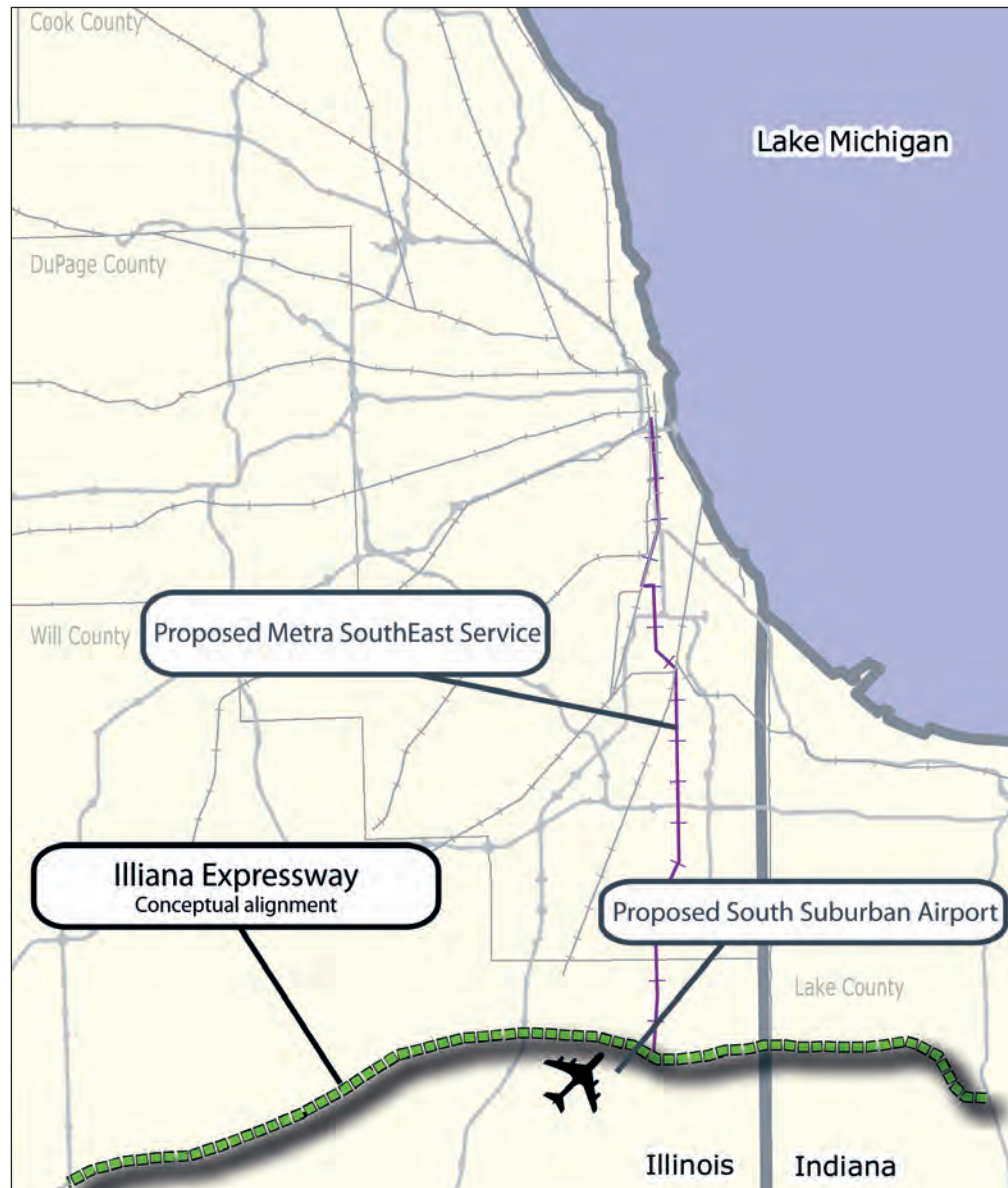 Cook County
Lake Michigan
DuPage County
Will County
Proposed Metra SouthEast Service
Illiana Expressway
Conceptual alignment
Proposed South Suburban Airport
Lake County
Illinois
Indiana